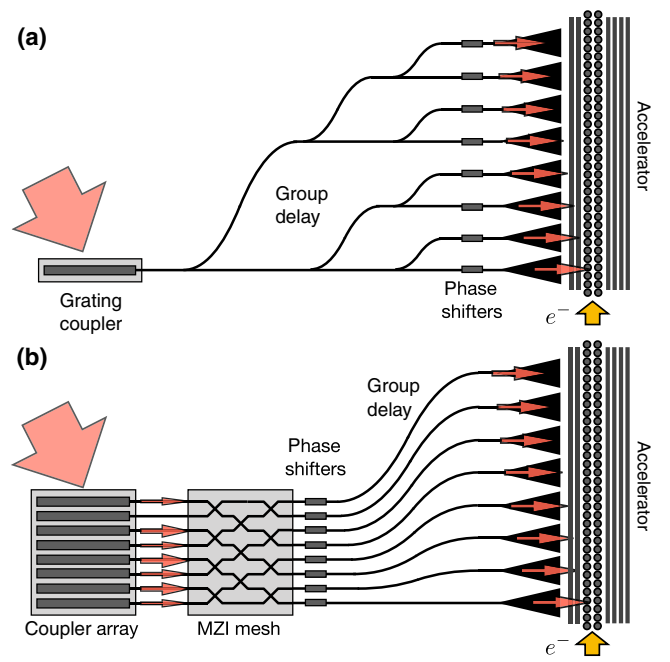 (a)
Group
delay
Accelerator
Grating
coupler
Phase
shifters
e⁻
(b)
Group
delay
Phase
shifters
Accelerator
Coupler array
MZI mesh
e⁻